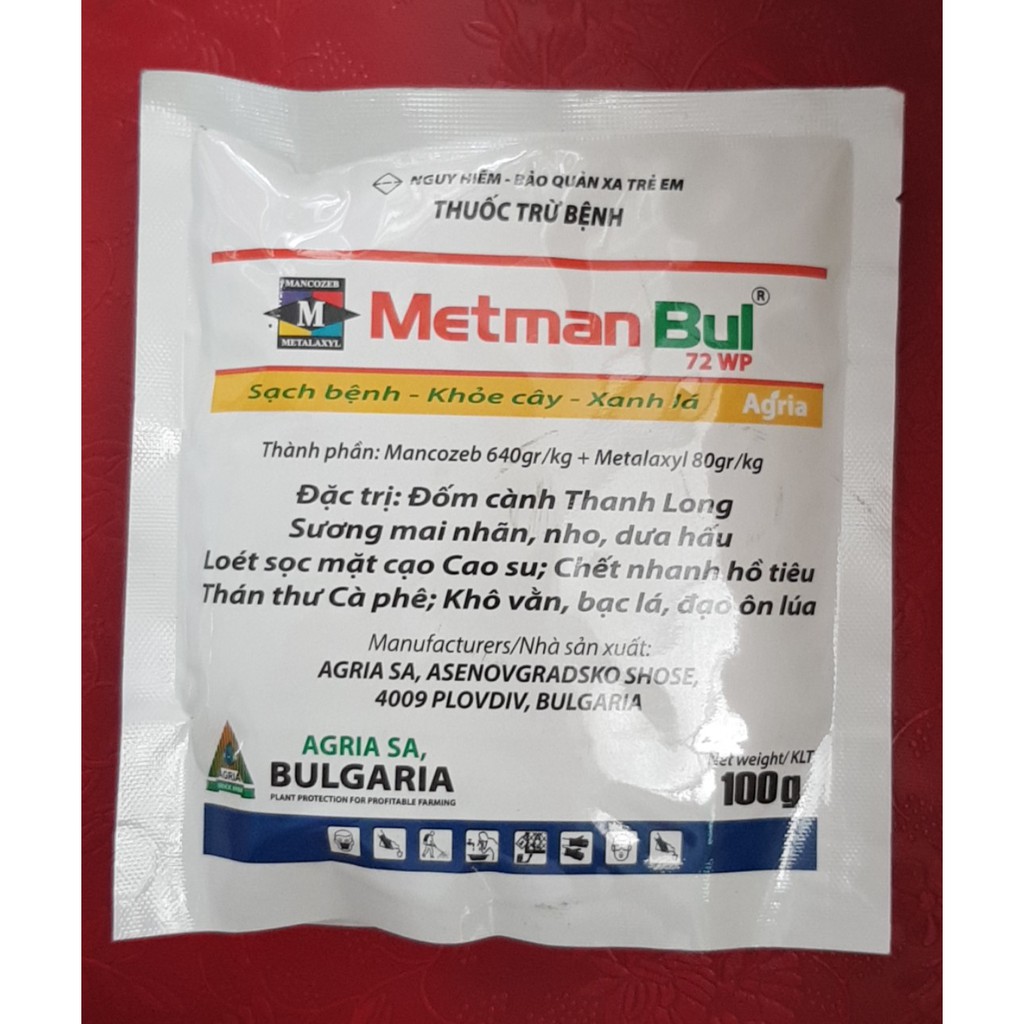 NGUY HIỂM - BẢO QUẢN XA TRẺ EM
THUỐC TRỪ BỆNH
MANCOZEB
M
METALAXYL
Metman Bul®
72 WP
Sạch bệnh - Khỏe cây - Xanh lá
Agria
Thành phần: Mancozeb 640gr/kg + Metalaxyl 80gr/kg
Đặc trị: Đốm cành Thanh Long
Sương mai nhãn, nho, dưa hấu
Loét sọc mặt cạo Cao su; Chết nhanh hồ tiêu
Thán thư Cà phê; Khô vằn, bạc lá, đạo ôn lúa
Manufacturers/Nhà sản xuất:
AGRIA SA, ASENOVGRADSKO SHOSE,
4009 PLOVDIV, BULGARIA
AGRIA
AGRIA SA,
BULGARIA
PLANT PROTECTION FOR PROFITABLE FARMING
Net weight/ KLT
100g